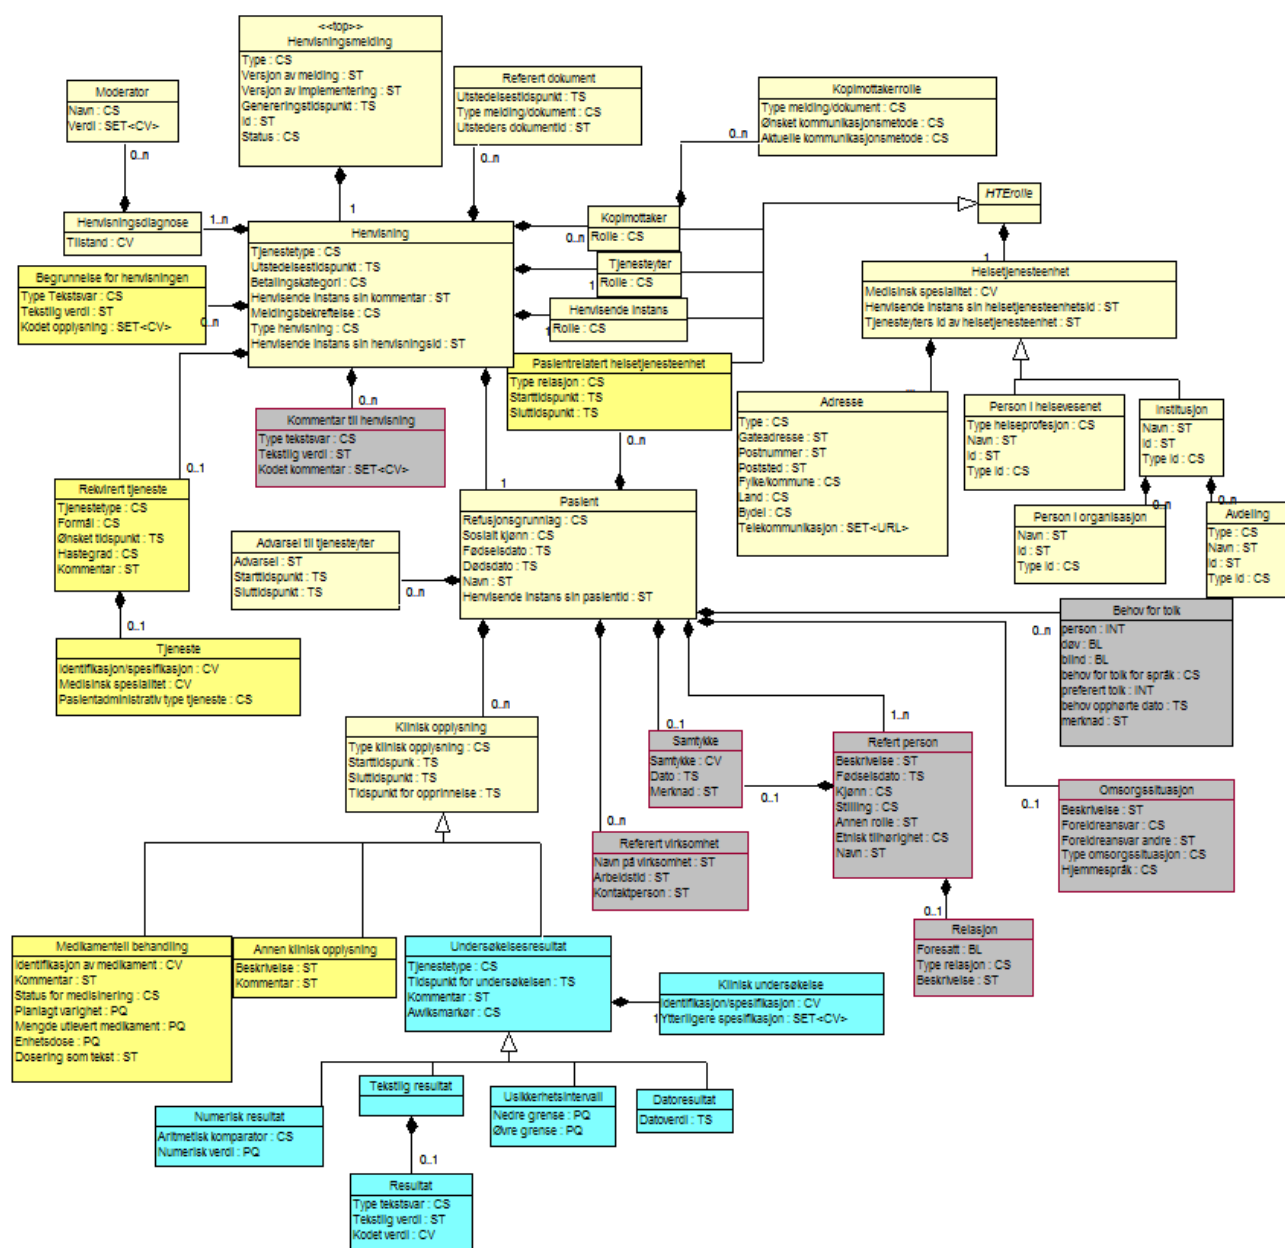 <<top>>
Henvisningsmelding
Type : CS
Versjon av melding : ST
Versjon av implementering : ST
Genereringstidspunkt : TS
Id : ST
Status : CS
Moderator
Navn : CS
Verdi : SET<CV>
0..n
Referert dokument
Utstedelsestidspunkt : TS
Type melding/dokument : CS
Utsteders dokumentid : ST
0..n
Kopimottakerrolle
Type melding/dokument : CS
Ønsket kommunikasjonsmetode : CS
Aktuelle kommunikasjonsmetode : CS
0..n
HTErolle
1
Henvisningsdiagnose
Tilstand : CV
1..n
1
Henvisning
Tjenestetype : CS
Utstedelsestidspunkt : TS
Betalingskategori : CS
Henvisende instans sin kommentar : ST
Meldingsbekreftelse : CS
Type henvisning : CS
Henvisende instans sin henvisningsid : ST
Kopimottaker
Rolle : CS
0..n
Tjenesteyter
Rolle : CS
1
Henvisende instans
Rolle : CS
1
Helsetjenesteenhet
Medisinsk spesialitet : CV
Henvisende instans sin helsetjenesteenhetsid : ST
Tjenesteyters id av helsetjenesteenhet : ST
Begrunnelse for henvisningen
Type Tekstsvar : CS
Tekstlig verdi : ST
Kodet opplysning : SET<CV>
0..n
Pasientrelatert helsetjenesteenhet
Type relasjon : CS
Starttidspunkt : TS
Sluttidspunkt : TS
0..n
Kommentar til henvisning
Type tekstsvar : CS
Tekstlig verdi : ST
Kodet kommentar : SET<CV>
0..n
Adresse
Type : CS
Gateadresse : ST
Postnummer : ST
Poststed : ST
Fylke/kommune : CS
Land : CS
Bydel : CS
Telekommunikasjon : SET<URL>
Person i helsevesenet
Type helseprofesjon : CS
Navn : ST
Id : ST
Type id : CS
Institusjon
Navn : ST
Id : ST
Type id : CS
0..n
0..n
Person i organisasjon
Navn : ST
Id : ST
Type id : CS
Avdeling
Type : CS
Navn : ST
Id : ST
Type id : CS
0..1
Rekvirert tjeneste
Tjenestetype : CS
Formål : CS
Ønsket tidspunkt : TS
Hastegrad : CS
Kommentar : ST
0..1
Tjeneste
Identifikasjon/spesifikasjon : CV
Medisinsk spesialitet : CV
Pasientadministrativ type tjeneste : CS
1
Pasient
Refusjonsgrunnlag : CS
Sosialt kjønn : CS
Fødselsdato : TS
Dødsdato : TS
Navn : ST
Henvisende instans sin pasientid : ST
Advarsel til tjenesteyter
Advarsel : ST
Starttidspunkt : TS
Sluttidspunkt : TS
0..n
Behov for tolk
person : INT
døv : BL
blind : BL
behov for tolk for språk : CS
preferert tolk : INT
behov opphørte dato : TS
merknad : ST
0..n
0..n
Klinisk opplysning
Type klinisk opplysning : CS
Starttidspunk : TS
Sluttidspunkt : TS
Tidspunkt for opprinnelse : TS
0..1
Samtykke
Samtykke : CV
Dato : TS
Merknad : ST
0..1
1..n
Refert person
Beskrivelse : ST
Fødselsdato : TS
Kjønn : CS
Stilling : CS
Annen rolle : ST
Etnisk tilhørighet : CS
Navn : ST
0..1
Omsorgssituasjon
Beskrivelse : ST
Foreldreansvar : CS
Foreldreansvar andre : ST
Type omsorgssituasjon : CS
Hjemmespråk : CS
0..n
Referert virksomhet
Navn på virksomhet : ST
Arbeidstid : ST
Kontaktperson : ST
0..1
Relasjon
Foresatt : BL
Type relasjon : CS
Beskrivelse : ST
Medikamentell behandling
Identifikasjon av medikament : CV
Kommentar : ST
Status for medisinering : CS
Planlagt varighet : PQ
Mengde utlevert medikament : PQ
Enhetsdose : PQ
Dosering som tekst : ST
Annen klinisk opplysning
Beskrivelse : ST
Kommentar : ST
Undersøkelsesresultat
Tjenestetype : CS
Tidspunkt for undersøkelsen : TS
Kommentar : ST
Avviksmarkør : CS
Klinisk undersøkelse
Identifikasjon/spesifikasjon : CV
Ytterligere spesifikasjon : SET<CV>
1
Numerisk resultat
Aritmetisk komparator : CS
Numerisk verdi : PQ
Tekstlig resultat
0..1
Usikkerhetsintervall
Nedre grense : PQ
Øvre grense : PQ
Datoresultat
Datoverdi : TS
Resultat
Type tekstsvar : CS
Tekstlig verdi : ST
Kodet verdi : CV